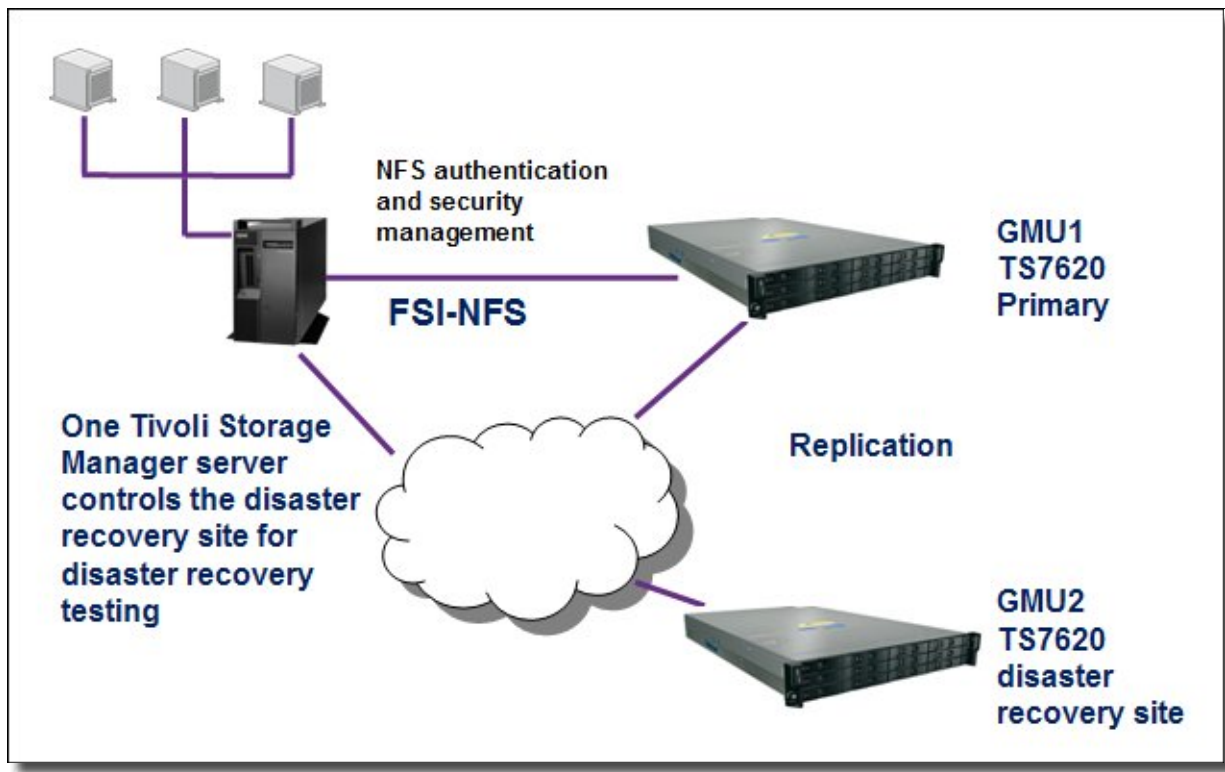 NFS authentication
and security
management
FSI-NFS
GMU1
TS7620
Primary
One Tivoli Storage
Manager server
controls the disaster
recovery site for
disaster recovery
testing
Replication
GMU2
TS7620
disaster
recovery site